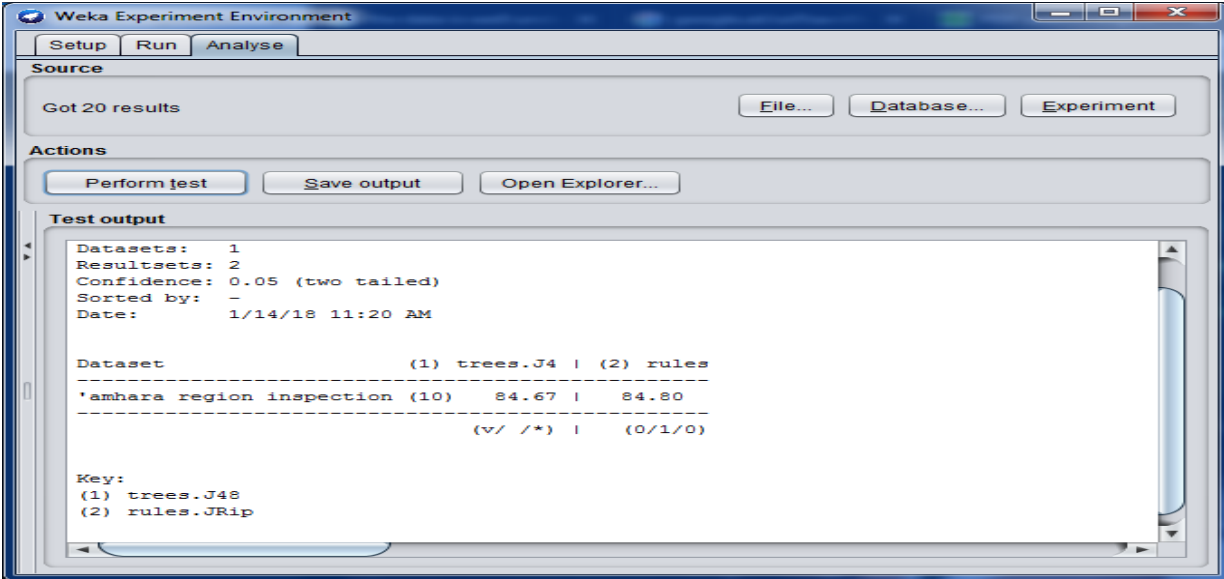 Weka Experiment Environment
Setup Run Analyse
Source
Got 20 results File... Database... Experiment
Actions
Perform test Save output Open Explorer...
Test output
Datasets: 1
Resultsets: 2
Confidence: 0.05 (two tailed)
Sorted by: -
Date: 1/14/18 11:20 AM
Dataset (1) trees.J4 | (2) rules
----------------------------------------------------------
'amhara region inspection (10) 84.67 | 84.80
----------------------------------------------------------
(v/ /*) | (0/1/0)
Key:
(1) trees.J48
(2) rules.JRip